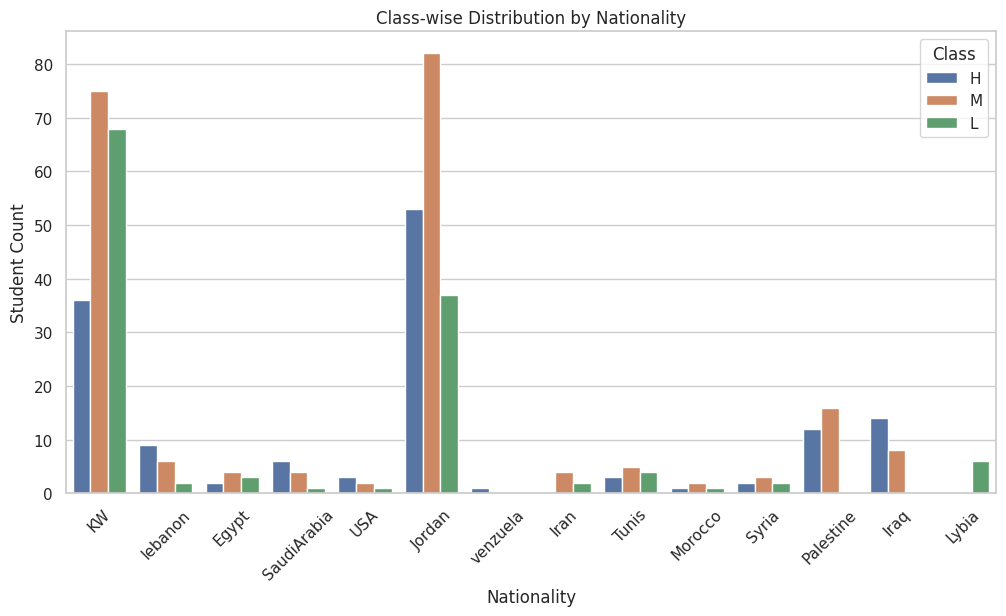 Class-wise Distribution by Nationality
Class
H
M
L
Student Count
80
70
60
50
40
30
20
10
0
KW
lebanon
Egypt
SaudiArabia
USA
Jordan
venzuela
Iran
Tunis
Morocco
Syria
Palestine
Iraq
Lybia
Nationality